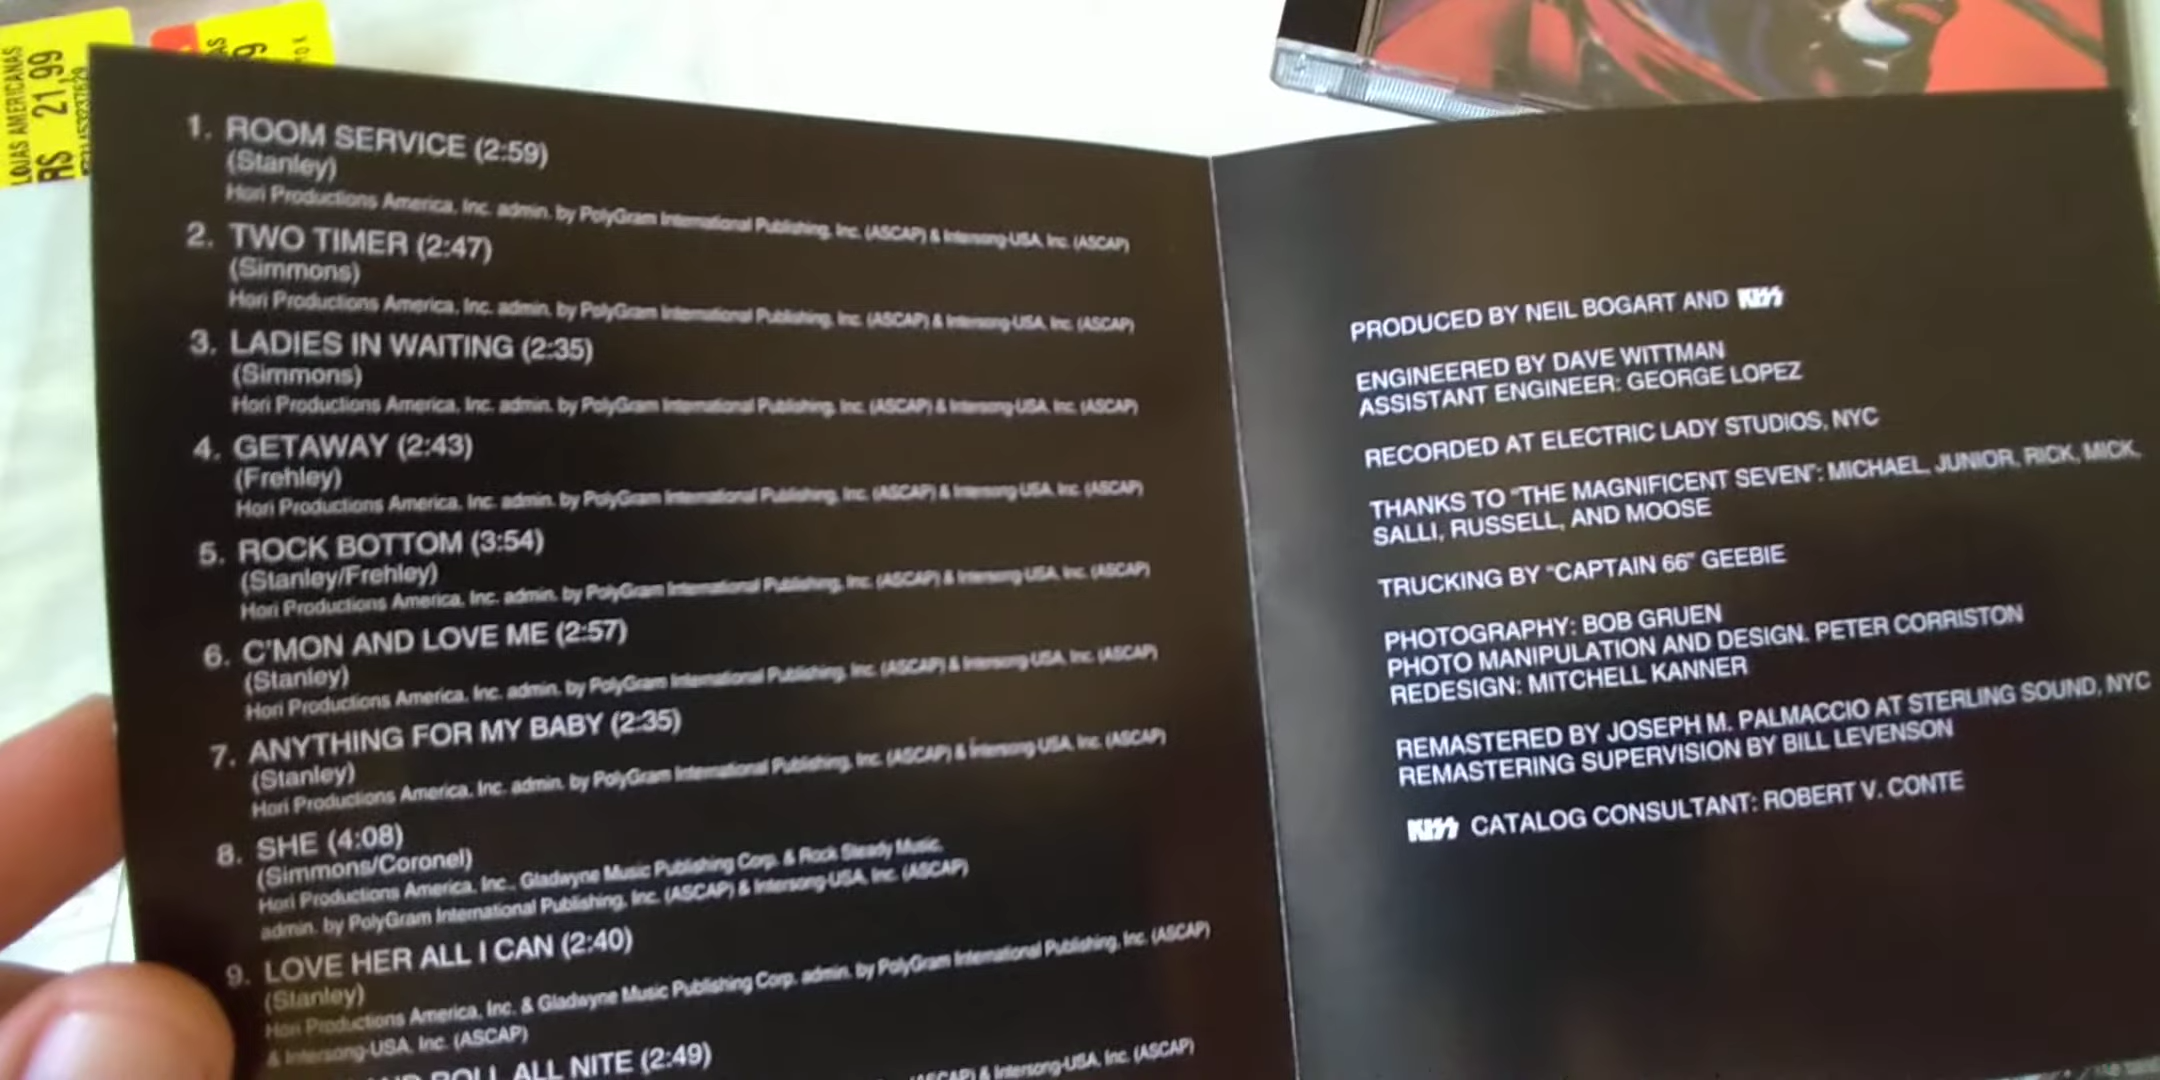 LOJAS AMERICANAS
RS 21,99
1. ROOM SERVICE (2:59)
(Stanley)
Hori Productions America, Inc. admin. by PolyGram International Publishing, Inc. (ASCAP) & Intersong-USA, Inc. (ASCAP)
2. TWO TIMER (2:47)
(Simmons)
Hori Productions America, Inc. admin. by PolyGram International Publishing, Inc. (ASCAP) & Intersong-USA, Inc. (ASCAP)
3. LADIES IN WAITING (2:35)
(Simmons)
Hori Productions America, Inc. admin. by PolyGram International Publishing, Inc. (ASCAP) & Intersong-USA, Inc. (ASCAP)
4. GETAWAY (2:43)
(Frehley)
Hori Productions America, Inc. admin. by PolyGram International Publishing, Inc. (ASCAP) & Intersong-USA, Inc. (ASCAP)
5. ROCK BOTTOM (3:54)
(Stanley/Frehley)
Hori Productions America, Inc. admin. by PolyGram International Publishing, Inc. (ASCAP) & Intersong-USA, Inc. (ASCAP)
6. C'MON AND LOVE ME (2:57)
(Stanley)
Hori Productions America, Inc. admin. by PolyGram International Publishing, Inc. (ASCAP) & Intersong-USA, Inc. (ASCAP)
7. ANYTHING FOR MY BABY (2:35)
(Stanley)
Hori Productions America, Inc. admin. by PolyGram International Publishing, Inc. (ASCAP) & Intersong-USA, Inc. (ASCAP)
8. SHE (4:08)
(Simmons/Coronel)
Hori Productions America, Inc., Gladwyne Music Publishing Corp. & Rock Steady Music,
admin. by PolyGram International Publishing, Inc. (ASCAP) & Intersong-USA, Inc. (ASCAP)
9. LOVE HER ALL I CAN (2:40)
(Stanley)
Hori Productions America, Inc. & Gladwyne Music Publishing Corp. admin. by PolyGram International Publishing, Inc. (ASCAP)
& Intersong-USA, Inc. (ASCAP)
ROLL ALL NITE (2:49)
(ASCAP) & Intersong-USA, Inc. (ASCAP)
PRODUCED BY NEIL BOGART AND KISS
ENGINEERED BY DAVE WITTMAN
ASSISTANT ENGINEER: GEORGE LOPEZ
RECORDED AT ELECTRIC LADY STUDIOS, NYC
THANKS TO "THE MAGNIFICENT SEVEN": MICHAEL, JUNIOR, RICK, MICK,
SALLI, RUSSELL, AND MOOSE
TRUCKING BY "CAPTAIN 66" GEEBIE
PHOTOGRAPHY: BOB GRUEN
PHOTO MANIPULATION AND DESIGN. PETER CORRISTON
REDESIGN: MITCHELL KANNER
REMASTERED BY JOSEPH M. PALMACCIO AT STERLING SOUND, NYC
REMASTERING SUPERVISION BY BILL LEVENSON
KISS CATALOG CONSULTANT: ROBERT V. CONTE